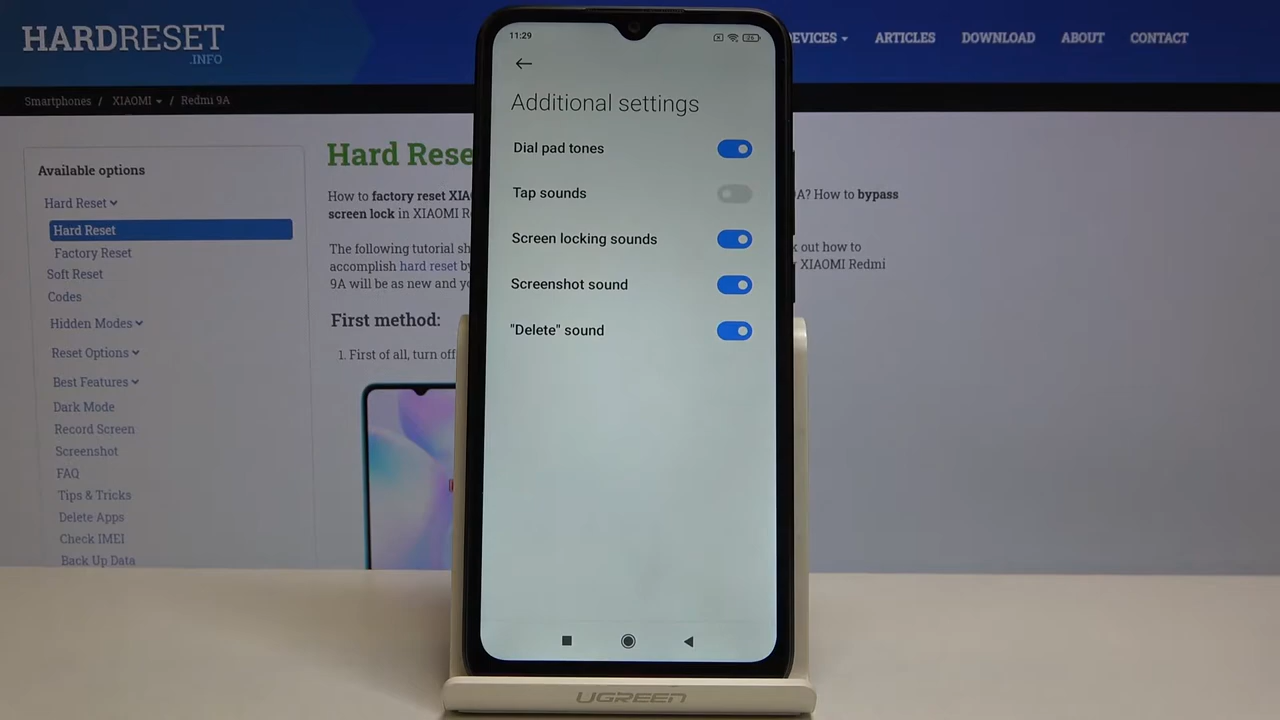 HARDRESET
.INFO
DEVICES
ARTICLES
DOWNLOAD
ABOUT
CONTACT
Smartphones / XIAOMI / Redmi 9A
Available options
Hard Reset
Hard Reset
Factory Reset
Soft Reset
Codes
Hidden Modes
Reset Options
Best Features
Dark Mode
Record Screen
Screenshot
FAQ
Tips & Tricks
Delete Apps
Check IMEI
Back Up Data
Hard Rese
How to factory reset XIA
9A? How to bypass
screen lock in XIAOMI R
The following tutorial sh
k out how to
accomplish hard reset by
XIAOMI Redmi
9A will be as new and yo
First method:
1. First of all, turn off
11:29
26
Additional settings
Dial pad tones
Tap sounds
Screen locking sounds
Screenshot sound
"Delete" sound
UGREEN